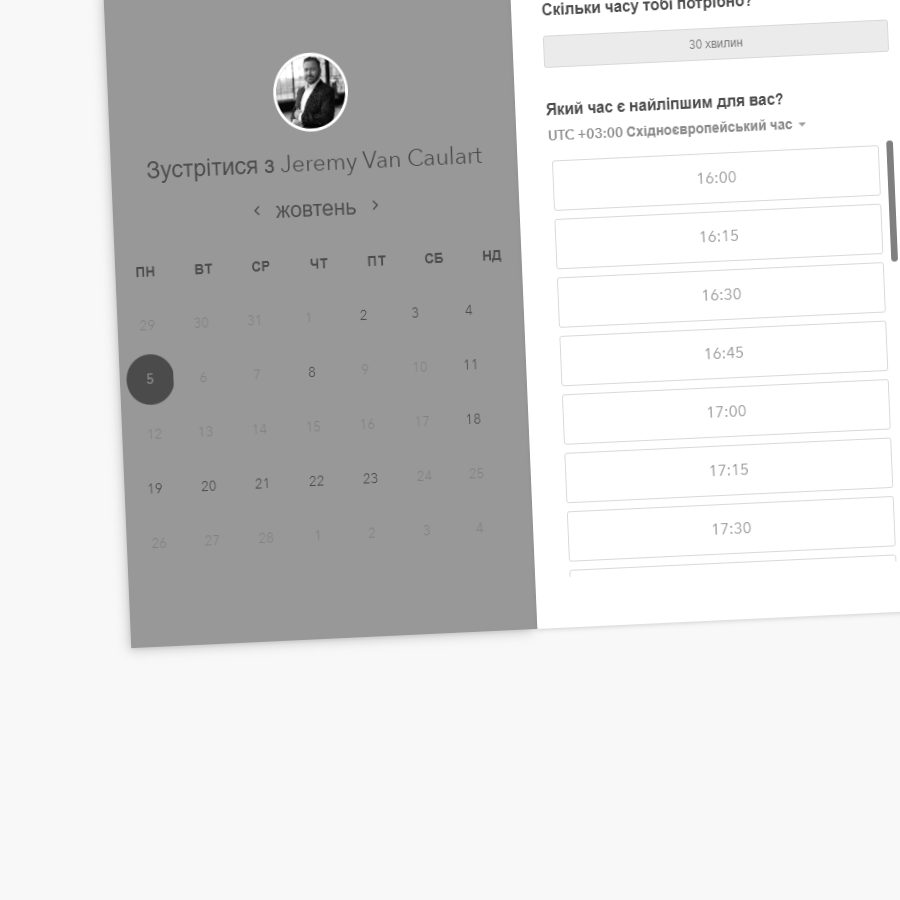 Зустрітися з Jeremy Van Caulart
жовтень
ПН ВТ СР ЧТ ПТ СБ НД
29 30 31 1 2 3 4
5 6 7 8 9 10 11
12 13 14 15 16 17 18
19 20 21 22 23 24 25
26 27 28 1 2 3 4
Скільки часу тобі потрібно?
30 хвилин
Який час є найліпшим для вас?
UTC +03:00 Східноєвропейський час
16:00
16:15
16:30
16:45
17:00
17:15
17:30